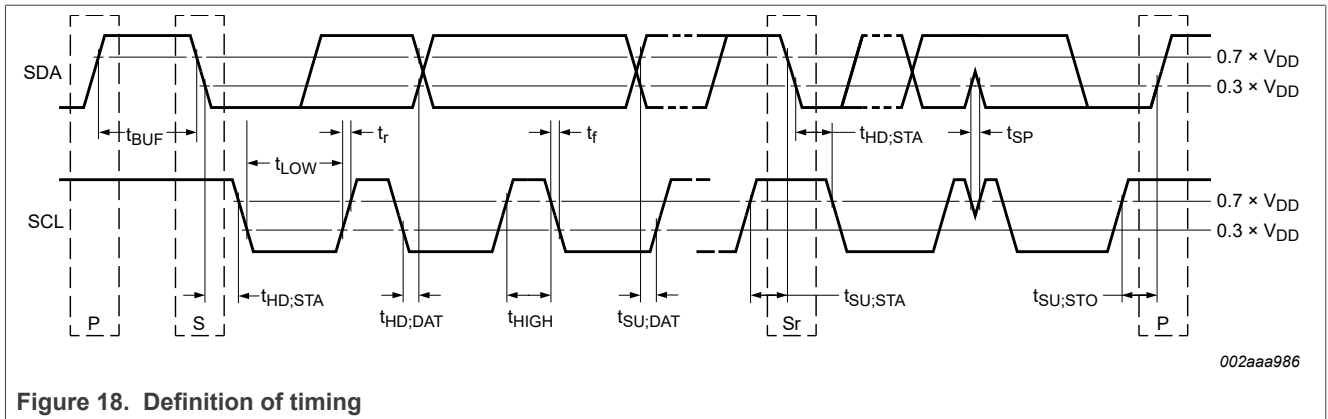 SDA
0.7 × VDD
0.3 × VDD
tBUF
tLOW
tr
tf
tHD;STA
tSP
SCL
0.7 × VDD
0.3 × VDD
tHD;STA
tHD;DAT
tHIGH
tSU;DAT
tSU;STA
tSU;STO
P
S
Sr
P
002aaa986
Figure 18. Definition of timing